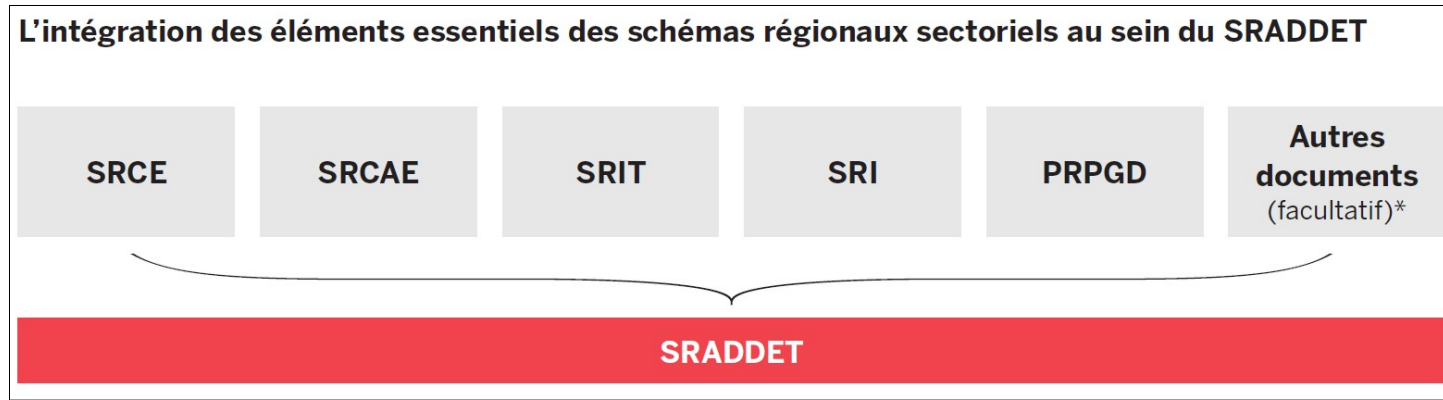 L’intégration des éléments essentiels des schémas régionaux sectoriels au sein du SRADDET
SRCE
SRCAE
SRIT
SRI
PRPGD
Autres
documents
(facultatif)*
SRADDET